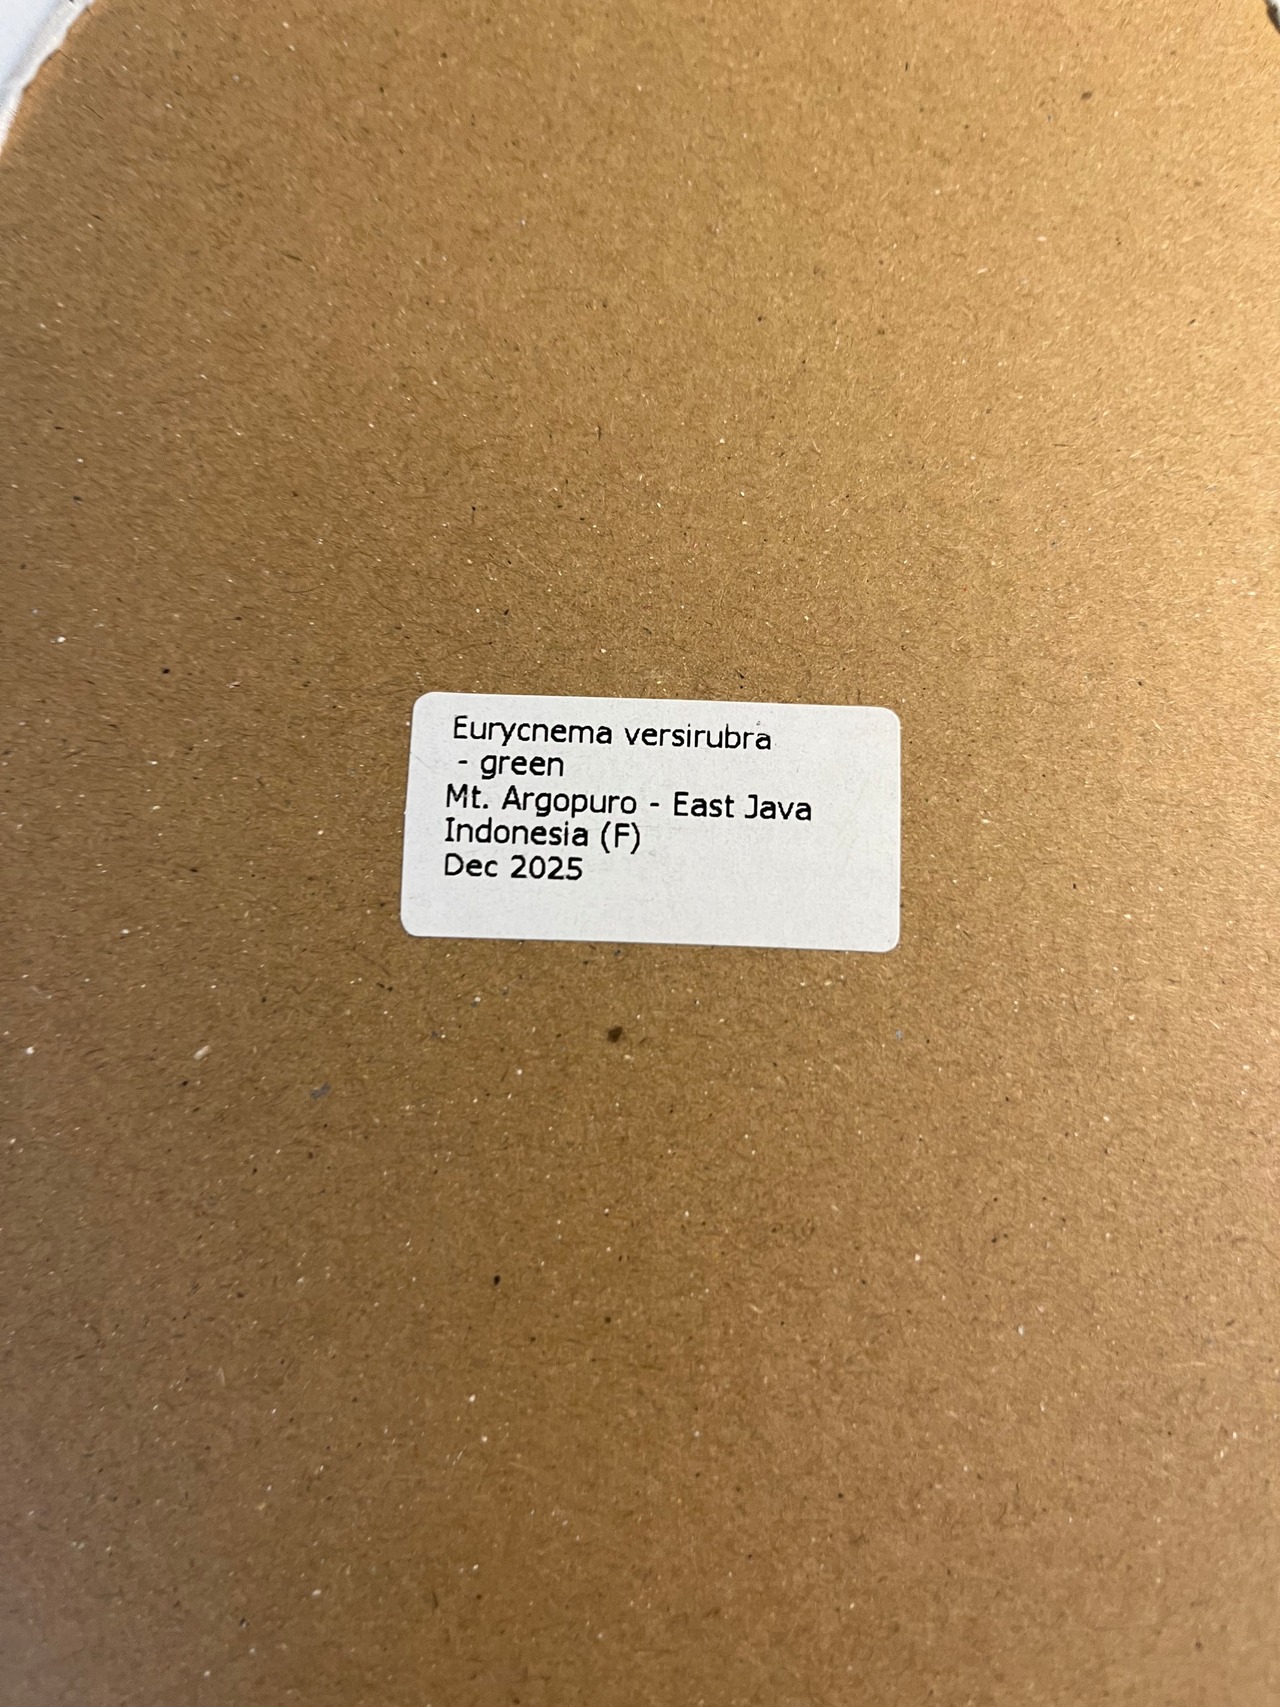 Eurycnema versirubra
- green
Mt. Argopuro - East Java
Indonesia (F)
Dec 2025